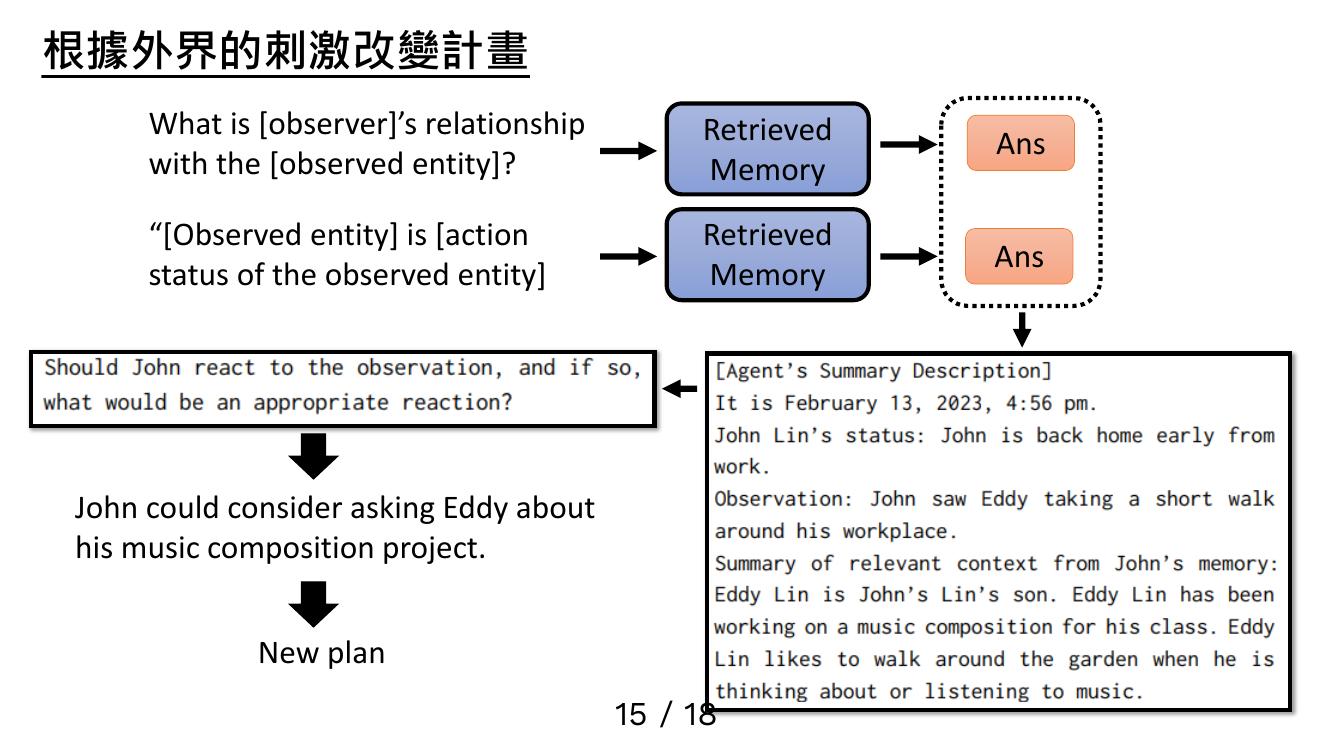 根據外界的刺激改變計畫
What is [observer]’s relationship
with the [observed entity]?
Retrieved
Memory
Ans
“[Observed entity] is [action
status of the observed entity]
Retrieved
Memory
Ans
Should John react to the observation, and if so,
what would be an appropriate reaction?
[Agent’s Summary Description]
It is February 13, 2023, 4:56 pm.
John Lin’s status: John is back home early from
work.
Observation: John saw Eddy taking a short walk
around his workplace.
Summary of relevant context from John’s memory:
Eddy Lin is John’s Lin’s son. Eddy Lin has been
working on a music composition for his class. Eddy
Lin likes to walk around the garden when he is
thinking about or listening to music.
John could consider asking Eddy about
his music composition project.
New plan
15 / 18